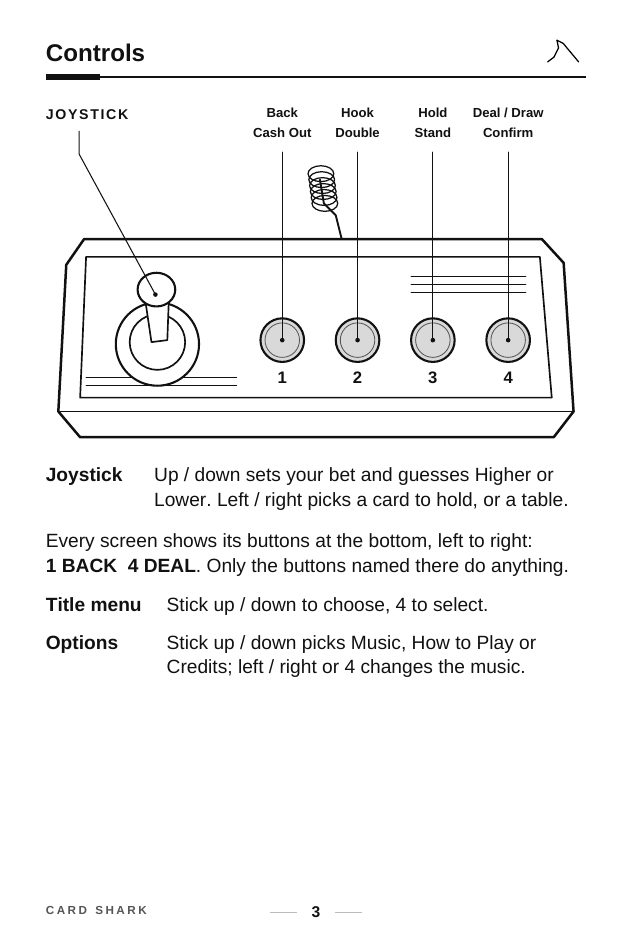 Controls
JOYSTICK
Back
Cash Out
Hook
Double
Hold
Stand
Deal / Draw
Confirm
1
2
3
4
Joystick Up / down sets your bet and guesses Higher or
Lower. Left / right picks a card to hold, or a table.
Every screen shows its buttons at the bottom, left to right:
1 BACK 4 DEAL. Only the buttons named there do anything.
Title menu Stick up / down to choose, 4 to select.
Options Stick up / down picks Music, How to Play or
Credits; left / right or 4 changes the music.
CARD SHARK
3